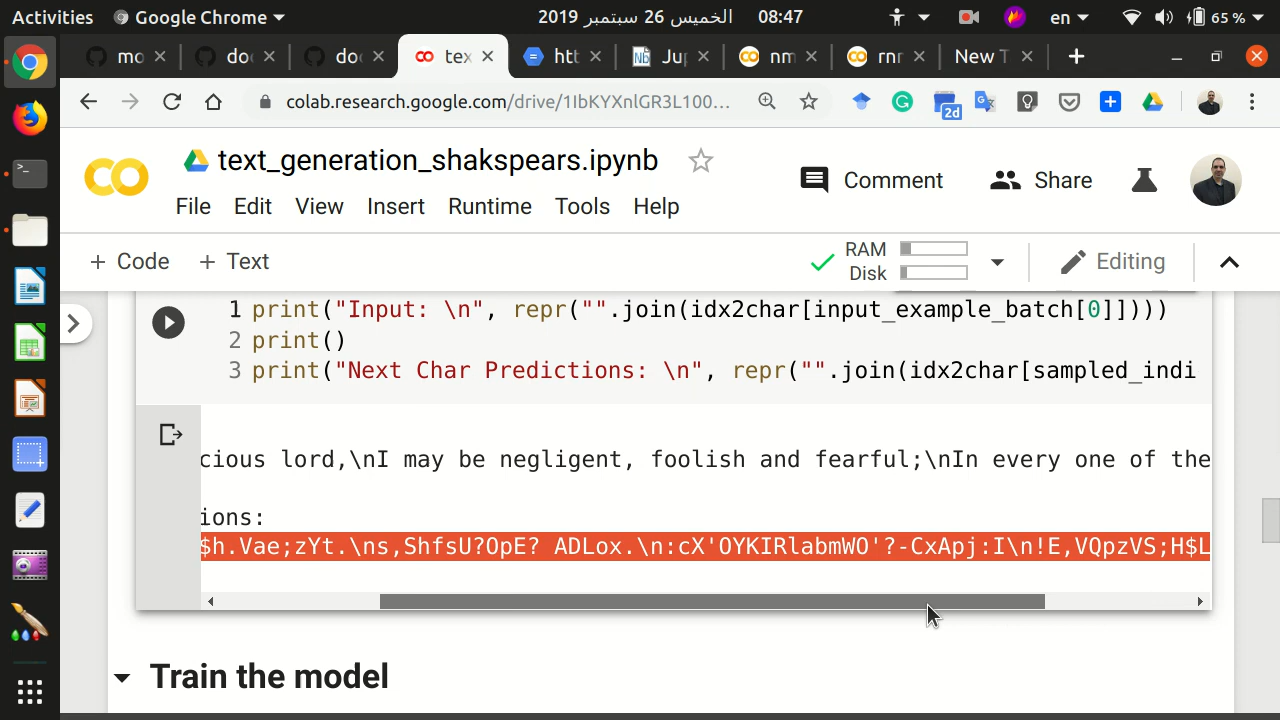 Activities Google Chrome الخميس 26 سبتمبر 2019 08:47 en 65 %
mo doc doc tex htt Jup nm rnr New T
colab.research.google.com/drive/1IbKYXnlGR3L100... 2d
text_generation_shakspears.ipynb
Comment Share
File Edit View Insert Runtime Tools Help
+ Code + Text RAM Disk Editing
1 print("Input: \n", repr("".join(idx2char[input_example_batch[0]])))
2 print()
3 print("Next Char Predictions: \n", repr("".join(idx2char[sampled_indi
cious lord,\nI may be negligent, foolish and fearful;\nIn every one of the
ions:
$h.Vae;zYt.\ns,ShfsU?OpE? ADLox.\n:cX'OYKIRlabmWO'?-CxApj:I\n!E,VQpzVS;H$L
Train the model